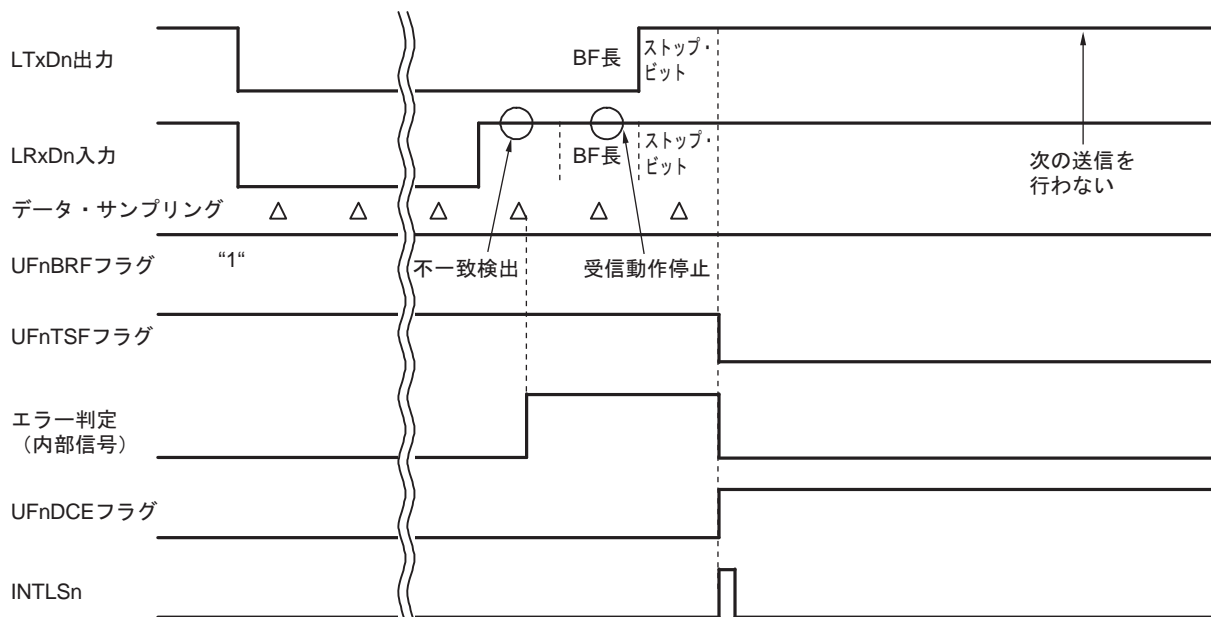 LTxDn出力
BF長
ストップ・
ビット
LRxDn入力
BF長
ストップ・
ビット
次の送信を
行わない
データ・サンプリング
不一致検出
受信動作停止
UFnBRFフラグ
“1“
UFnTSFフラグ
エラー判定
（内部信号）
UFnDCEフラグ
INTLSn